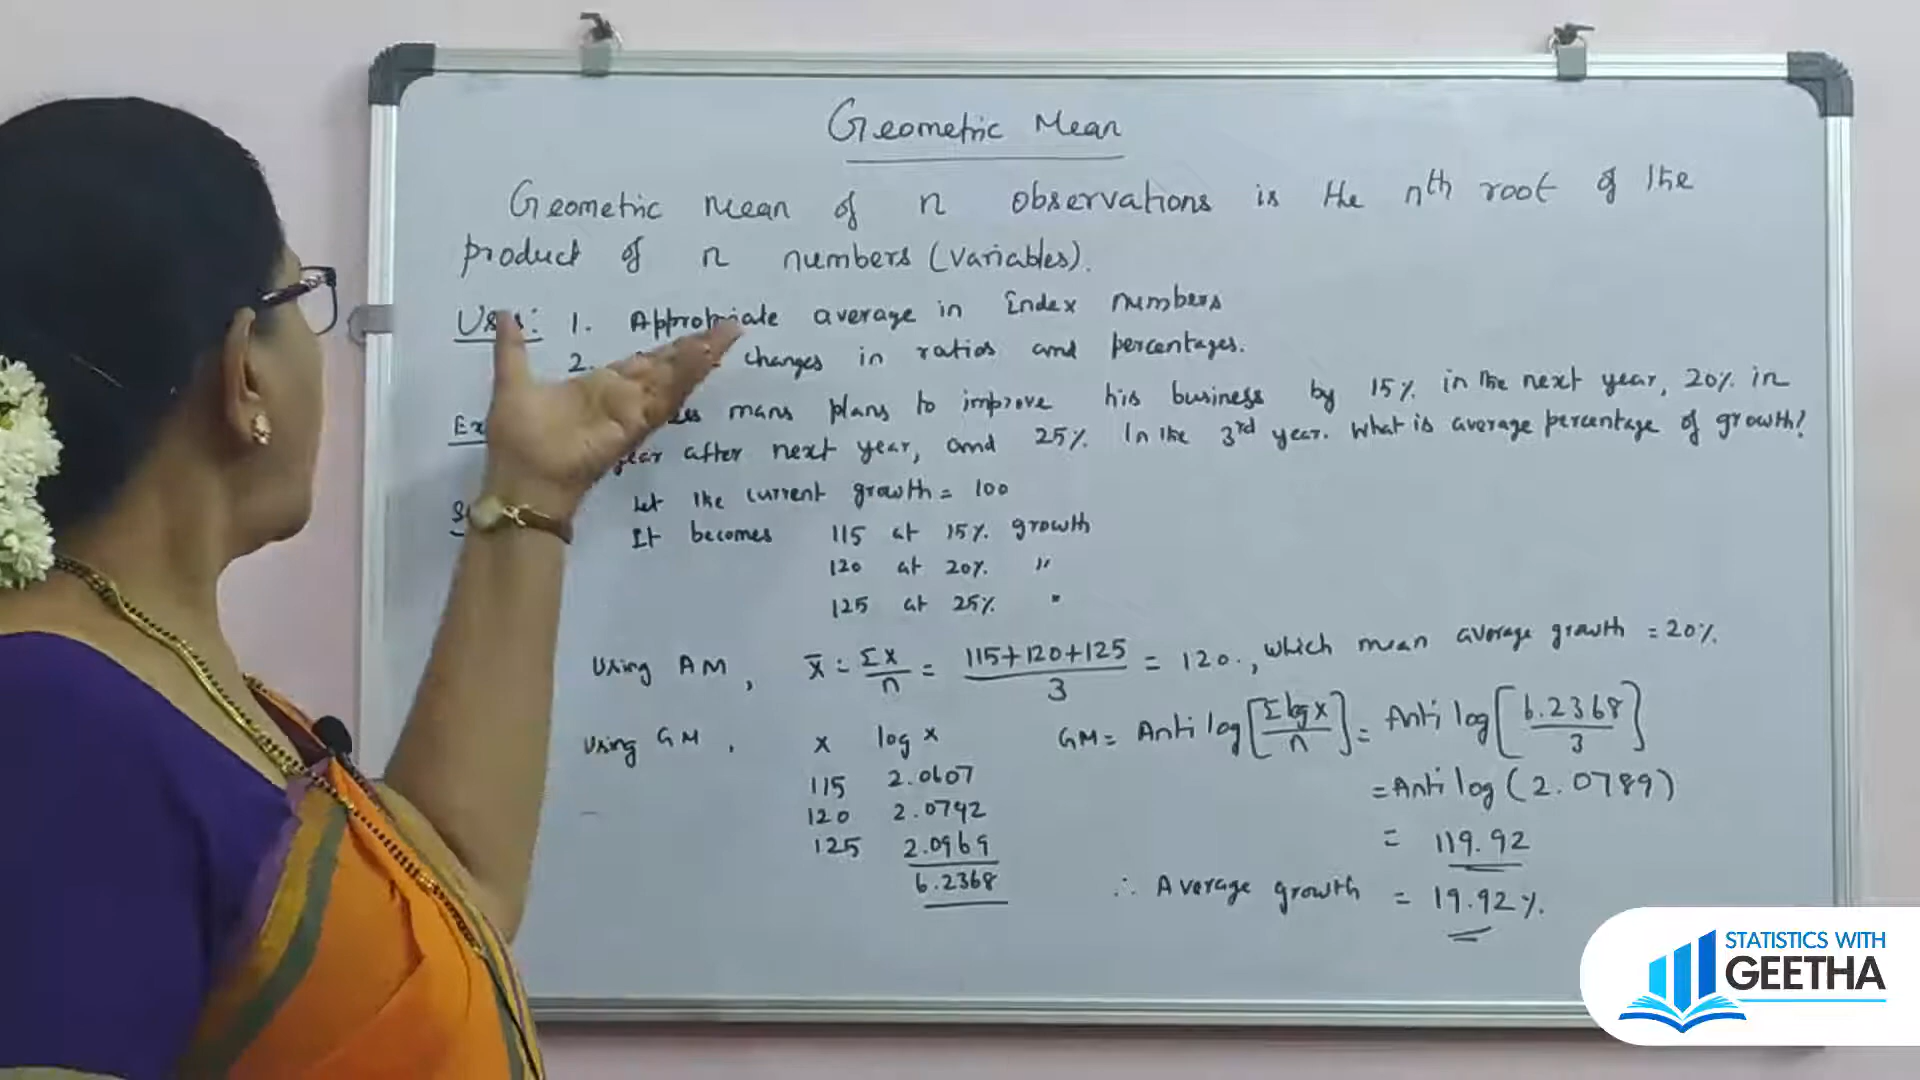 Geometric Mean
Geometric Mean of n observations is the nth root of the
product of n numbers (variables).
1. Appropriate average in Index numbers
2. changes in ratios and percentages.
Ex mans plans to improve his business by 15% in the next year, 20% in
year after next year, and 25% In the 3rd year. What is average percentage of growth?
Let the current growth = 100
It becomes 115 at 15% growth
120 at 20% "
125 at 25% "
Using AM, x̄ = Σx/n = 115+120+125/3 = 120., which mean average growth = 20%.
Using GM, x log x GM = Anti log [Σlog x/n] = Anti log [6.2368/3]
115 2.0607 = Anti log (2.0789)
120 2.0792 = 119.92
125 2.0969
6.2368 ∴ Average growth = 19.92%.
STATISTICS WITH
GEETHA